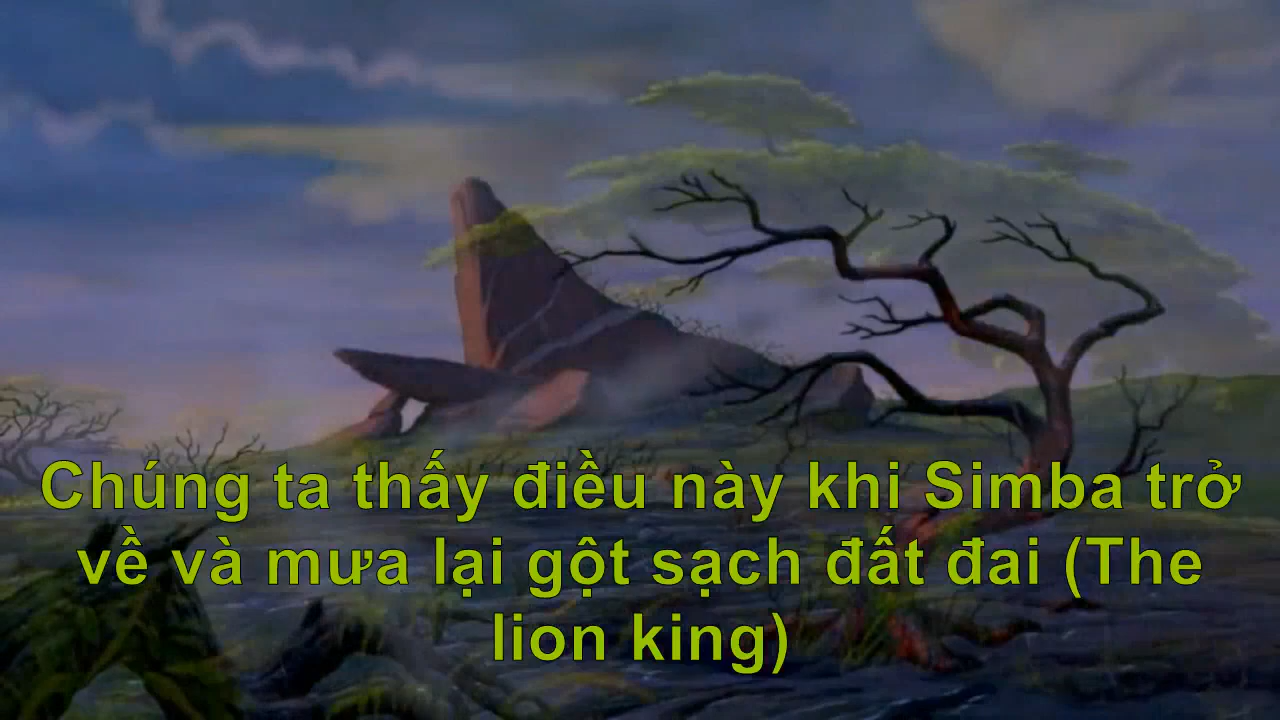 Chúng ta thấy điều này khi Simba trở
về và mưa lại gột sạch đất đai (The
lion king)